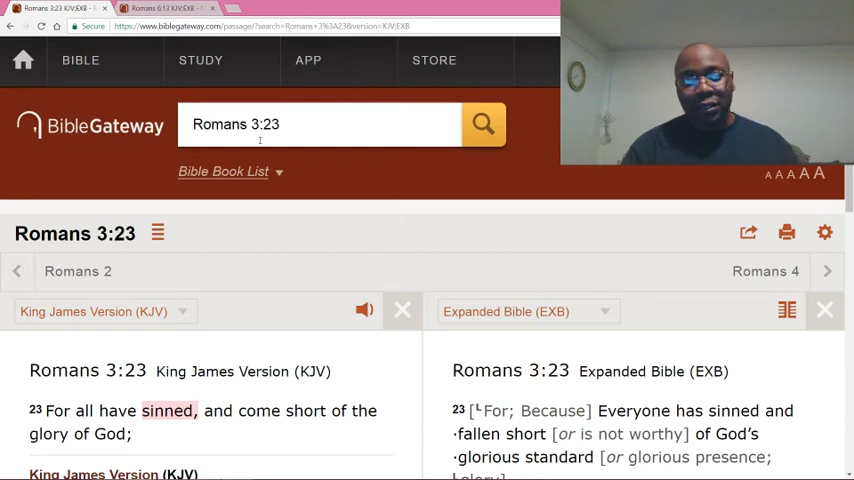 Romans 3:23 KJV;EXB -
Romans 6:13 KJV;EXB -
Secure https://www.biblegateway.com/passage/?search=Romans+3%3A23&version=KJV;EXB
BIBLE STUDY APP STORE
BibleGateway
Romans 3:23
Bible Book List
A A A A A
Romans 3:23
Romans 2
Romans 4
King James Version (KJV)
Expanded Bible (EXB)
Romans 3:23 King James Version (KJV)
23 For all have sinned, and come short of the
glory of God;
King James Version (KJV)
Romans 3:23 Expanded Bible (EXB)
23 [└For; Because] Everyone has sinned and
·fallen short [or is not worthy] of God's
·glorious standard [or glorious presence;
└glory]